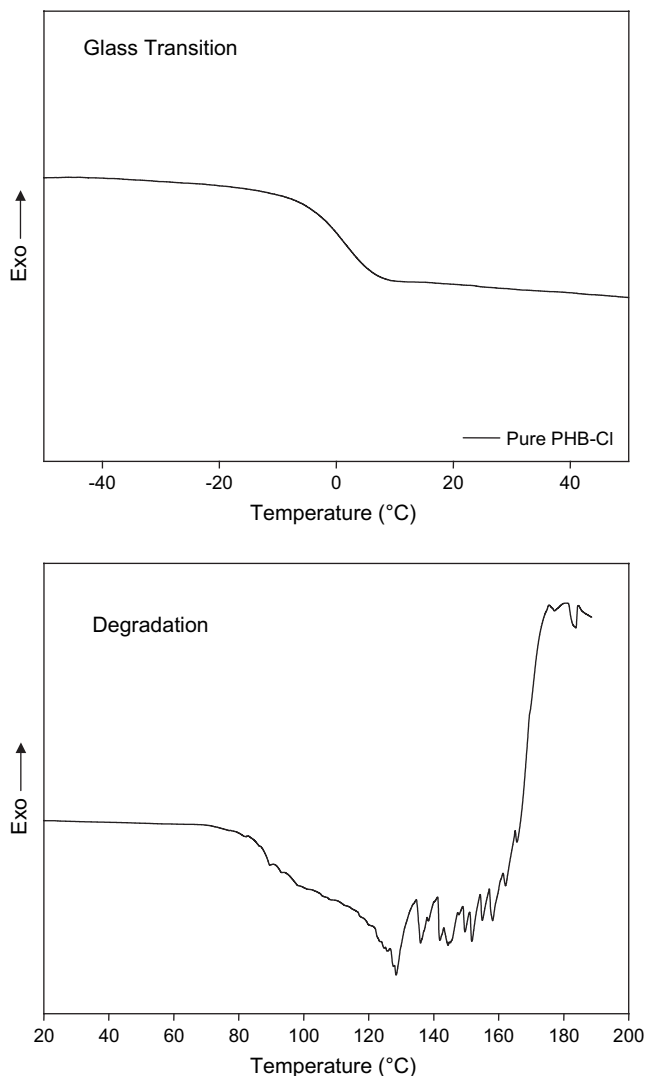 Glass Transition
Exo
Pure PHB-Cl
-40 -20 0 20 40
Temperature (°C)
Degradation
Exo
20 40 60 80 100 120 140 160 180 200
Temperature (°C)